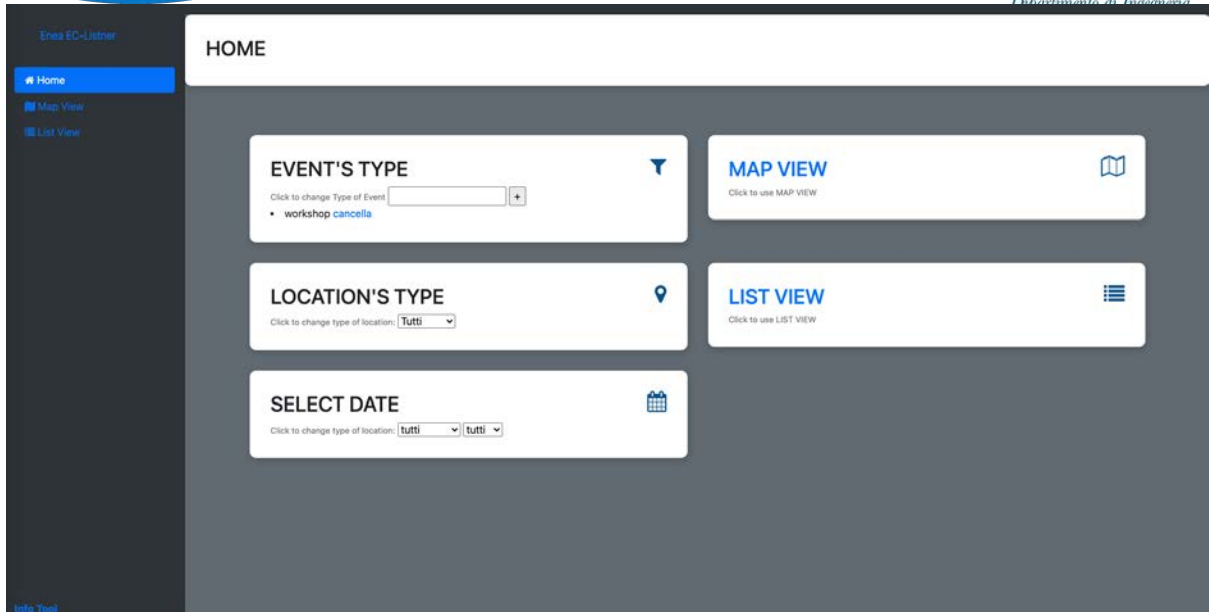 Dipartimento di Ingegneria
Enea EC-Listner
HOME
Home
Map View
List View
EVENT'S TYPE
Click to change Type of Event
+
workshop cancella
MAP VIEW
Click to use MAP VIEW
LOCATION'S TYPE
Click to change type of location: Tutti
LIST VIEW
Click to use LIST VIEW
SELECT DATE
Click to change type of location: tutti tutti
Info Tool